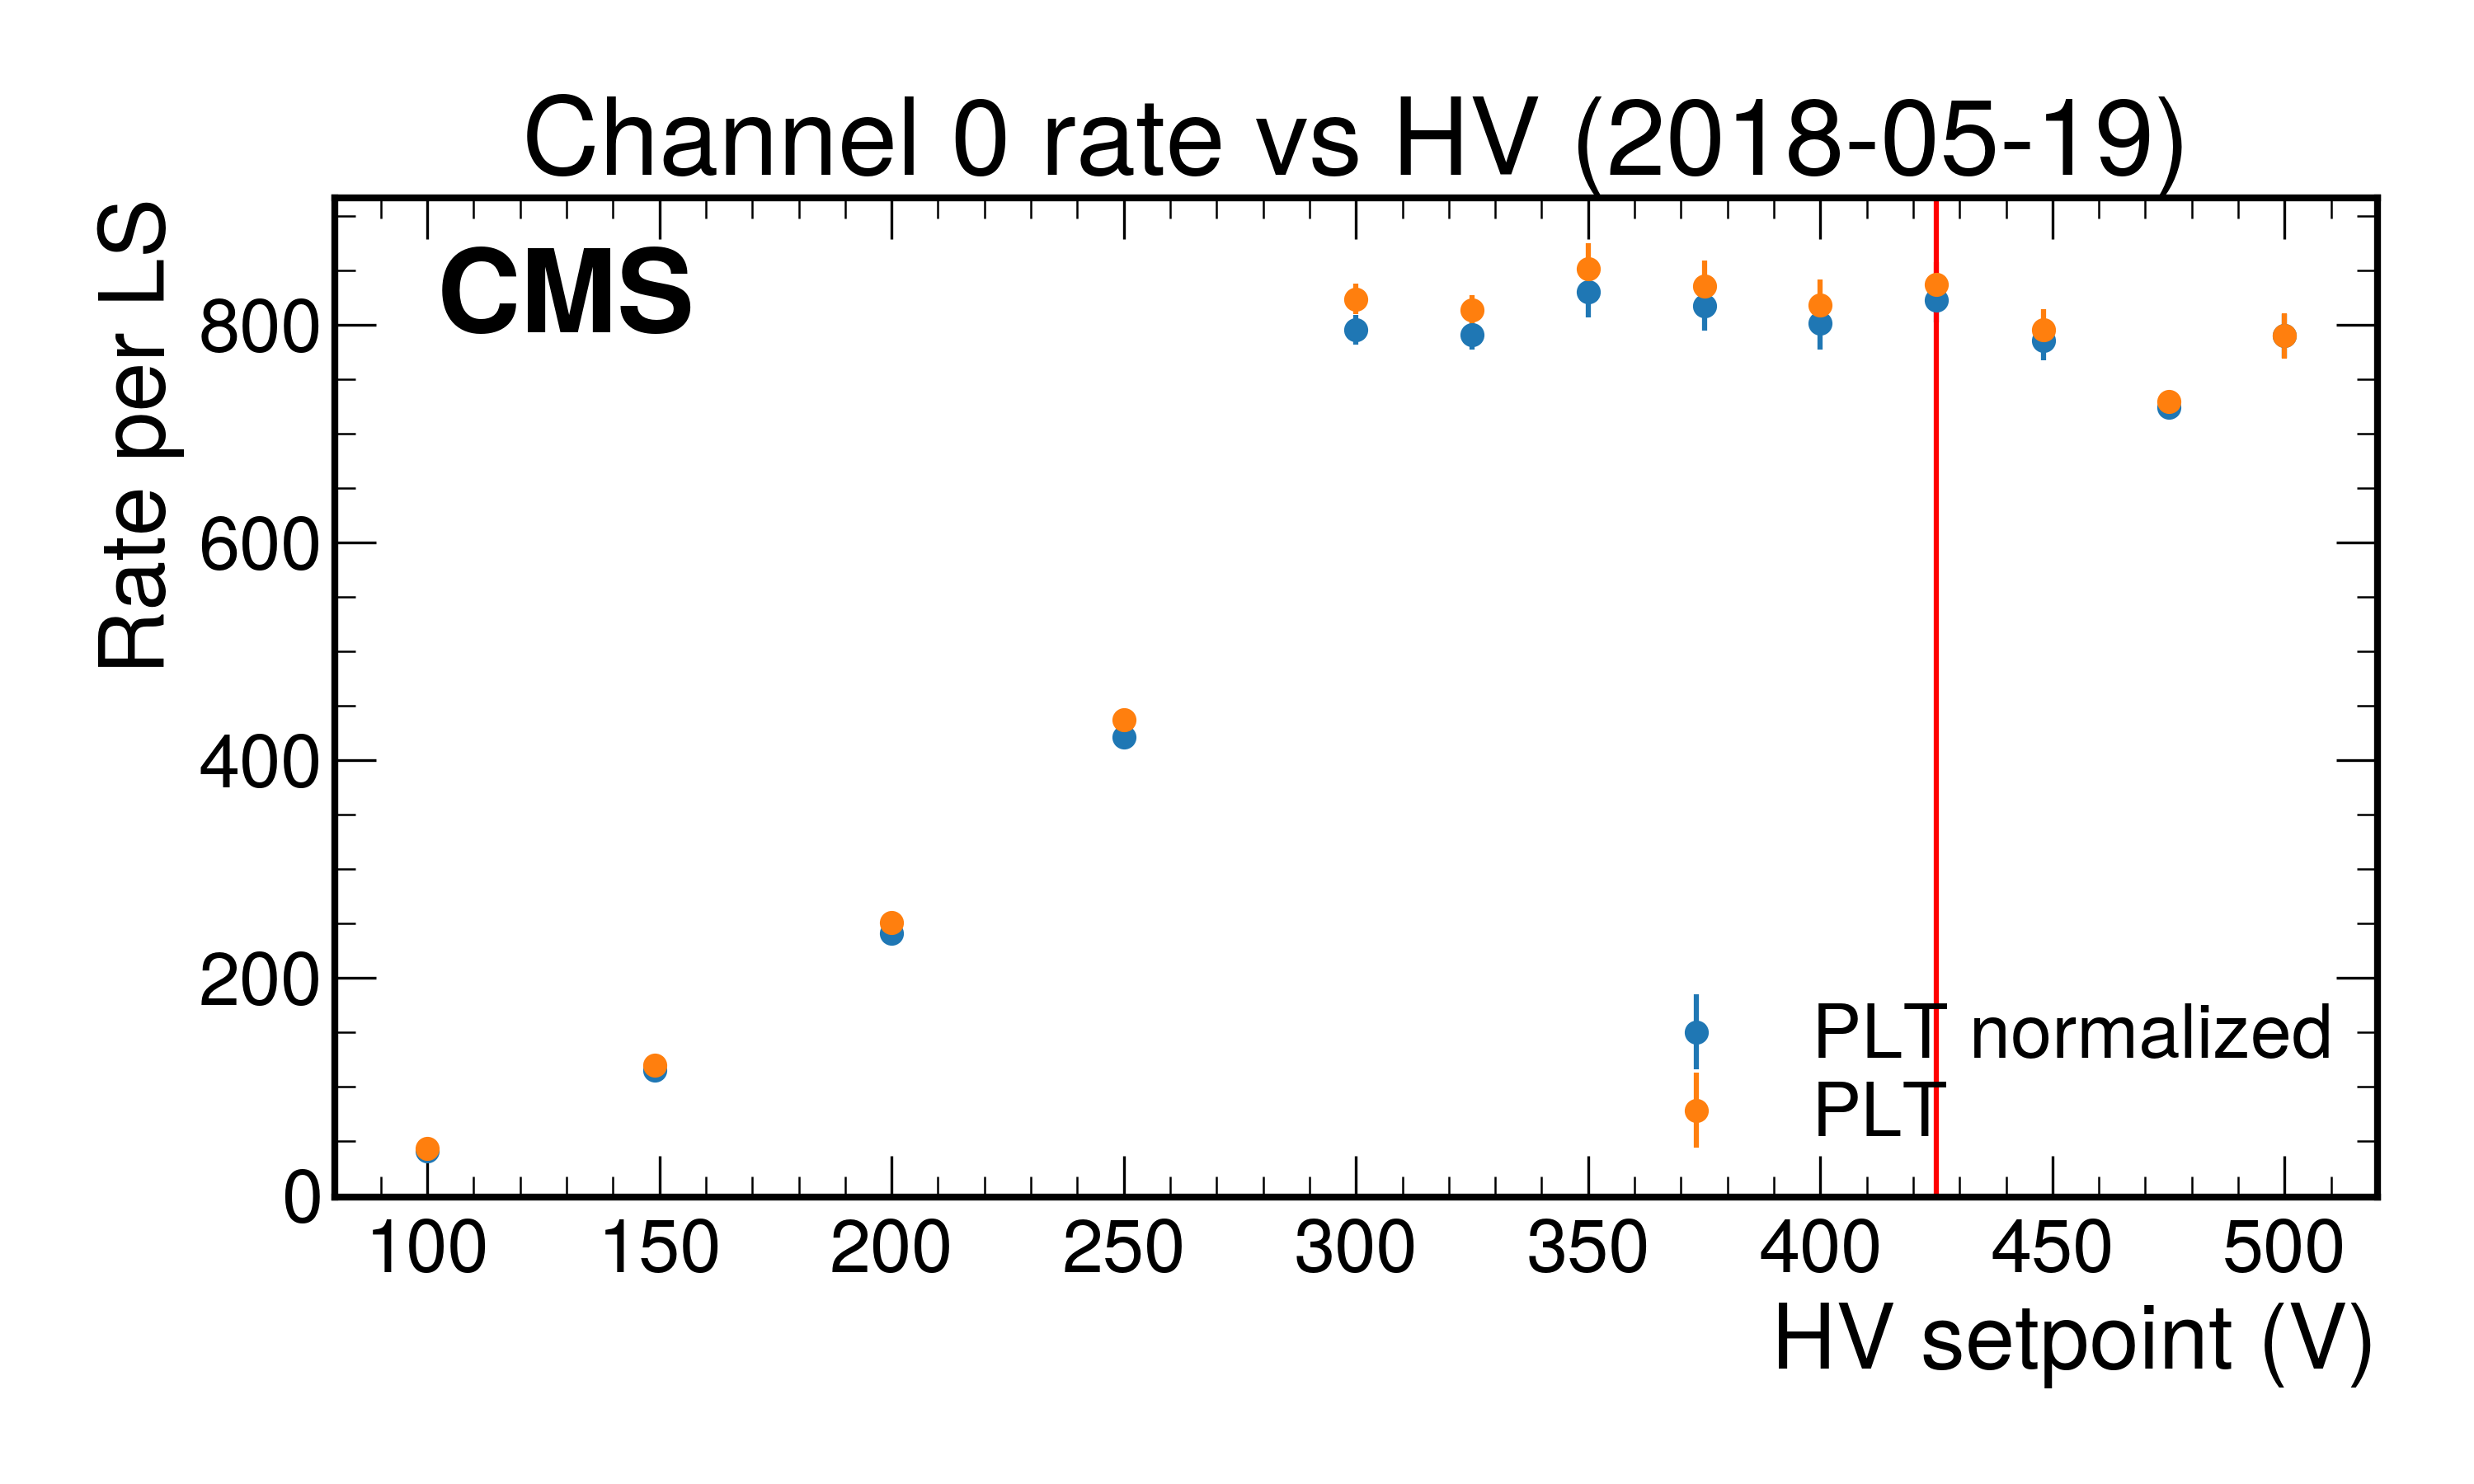 Channel 0 rate vs HV (2018-05-19)
CMS
Rate per LS
800
600
400
200
0
PLT normalized
PLT
100 150 200 250 300 350 400 450 500
HV setpoint (V)